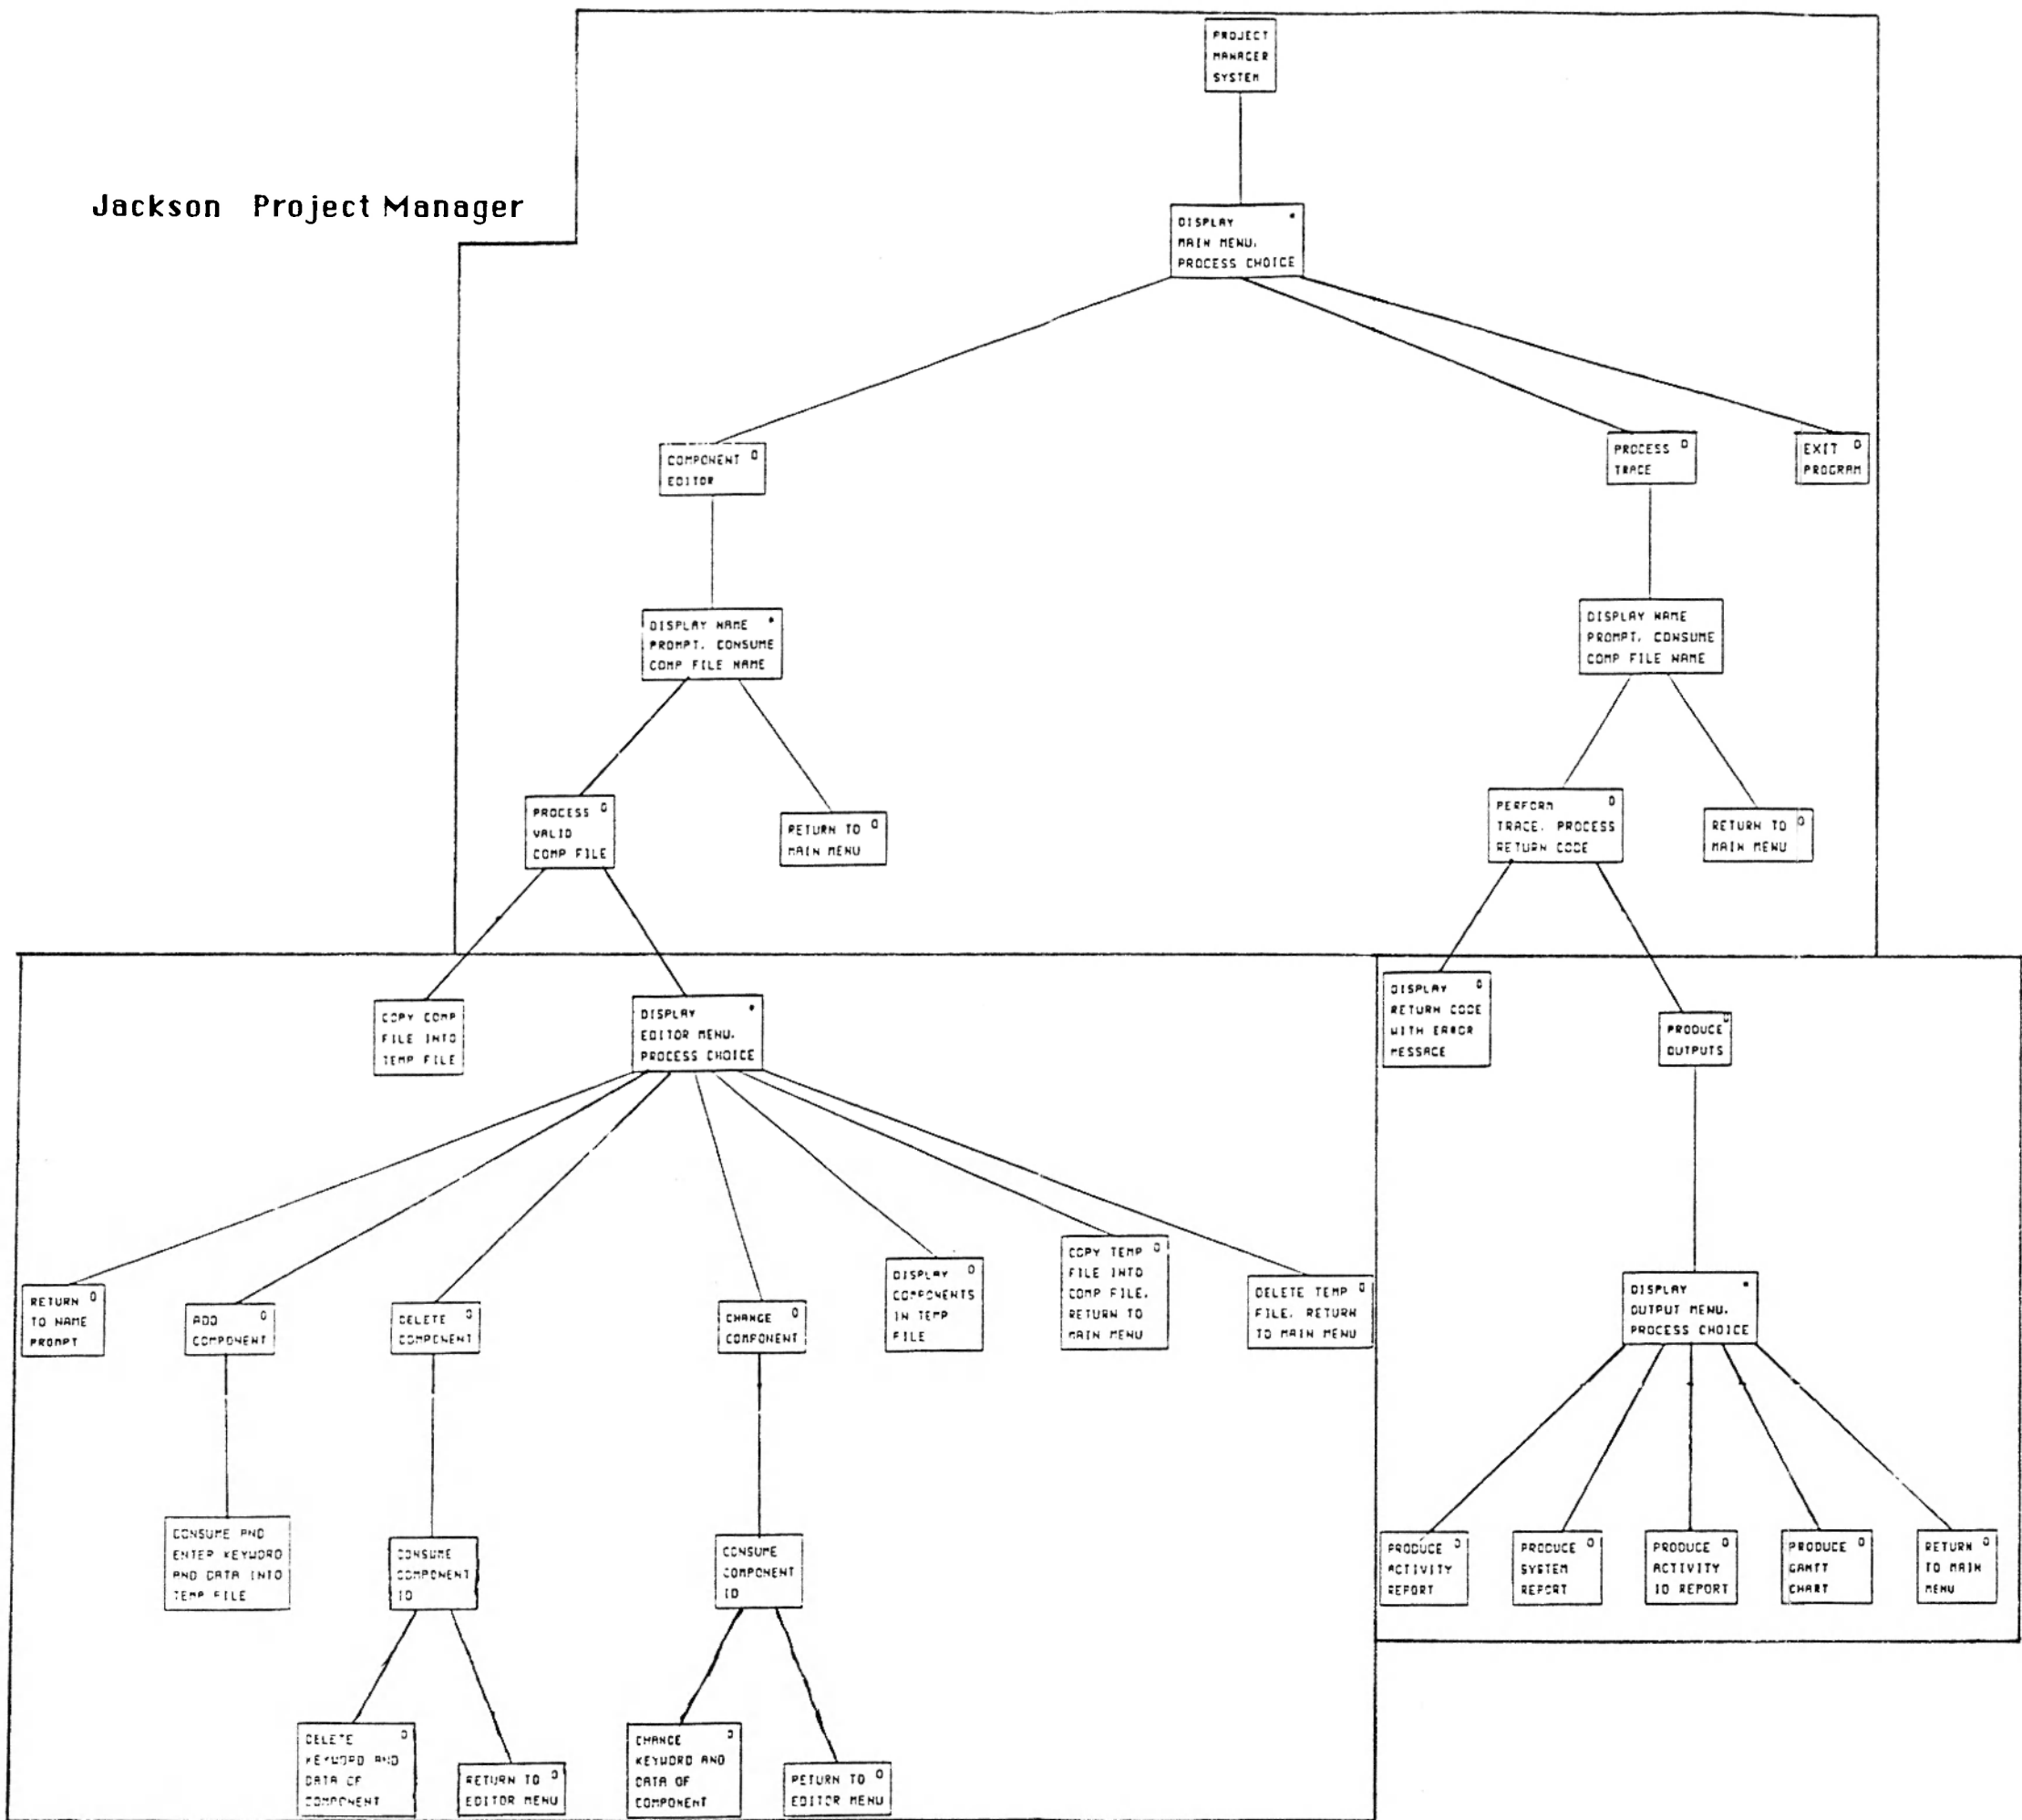 PROJECT
MANAGER
SYSTEM
Jackson Project Manager
DISPLAY *
MAIN MENU.
PROCESS CHOICE
COMPONENT O
EDITOR
PROCESS O
TRACE
EXIT O
PROGRAM
DISPLAY NAME *
PROMPT. CONSUME
COMP FILE NAME
DISPLAY NAME
PROMPT. CONSUME
COMP FILE NAME
PROCESS O
VALID
COMP FILE
RETURN TO O
MAIN MENU
PERFORM O
TRACE. PROCESS
RETURN CODE
RETURN TO O
MAIN MENU
COPY COMP
FILE INTO
TEMP FILE
DISPLAY *
EDITOR MENU.
PROCESS CHOICE
DISPLAY O
RETURN CODE
WITH ERROR
MESSAGE
PRODUCE O
OUTPUTS
RETURN O
TO NAME
PROMPT
ADD O
COMPONENT
DELETE O
COMPONENT
CHANGE O
COMPONENT
DISPLAY O
COMPONENTS
IN TEMP
FILE
COPY TEMP O
FILE INTO
COMP FILE.
RETURN TO
MAIN MENU
DELETE TEMP O
FILE. RETURN
TO MAIN MENU
DISPLAY *
OUTPUT MENU.
PROCESS CHOICE
CONSUME AND
ENTER KEYWORD
AND DATA INTO
TEMP FILE
CONSUME
COMPONENT
ID
CONSUME
COMPONENT
ID
PRODUCE O
ACTIVITY
REPORT
PRODUCE O
SYSTEM
REPORT
PRODUCE O
ACTIVITY
ID REPORT
PRODUCE O
GANTT
CHART
RETURN O
TO MAIN
MENU
DELETE O
KEYWORD AND
DATA OF
COMPONENT
RETURN TO O
EDITOR MENU
CHANGE O
KEYWORD AND
DATA OF
COMPONENT
RETURN TO O
EDITOR MENU